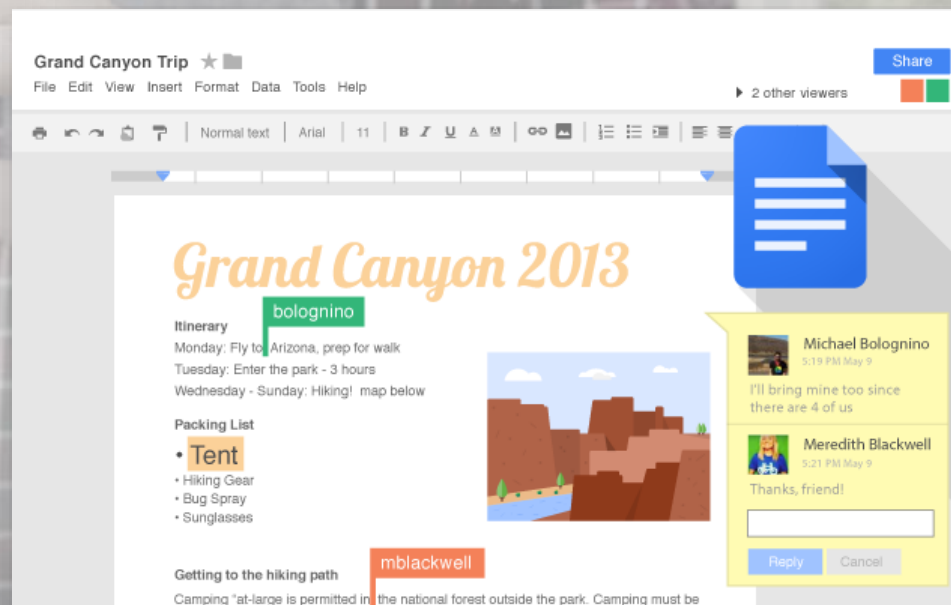 Grand Canyon Trip
Share
File Edit View Insert Format Data Tools Help
2 other viewers
Normal text Arial 11 B I U A
Grand Canyon 2013
bolognino
Itinerary
Monday: Fly to Arizona, prep for walk
Tuesday: Enter the park - 3 hours
Wednesday - Sunday: Hiking! map below
Packing List
• Tent
• Hiking Gear
• Bug Spray
• Sunglasses
Michael Bolognino
5:19 PM May 9
I'll bring mine too since
there are 4 of us
Meredith Blackwell
5:21 PM May 9
Thanks, friend!
Reply Cancel
mblackwell
Getting to the hiking path
Camping "at-large is permitted in the national forest outside the park. Camping must be